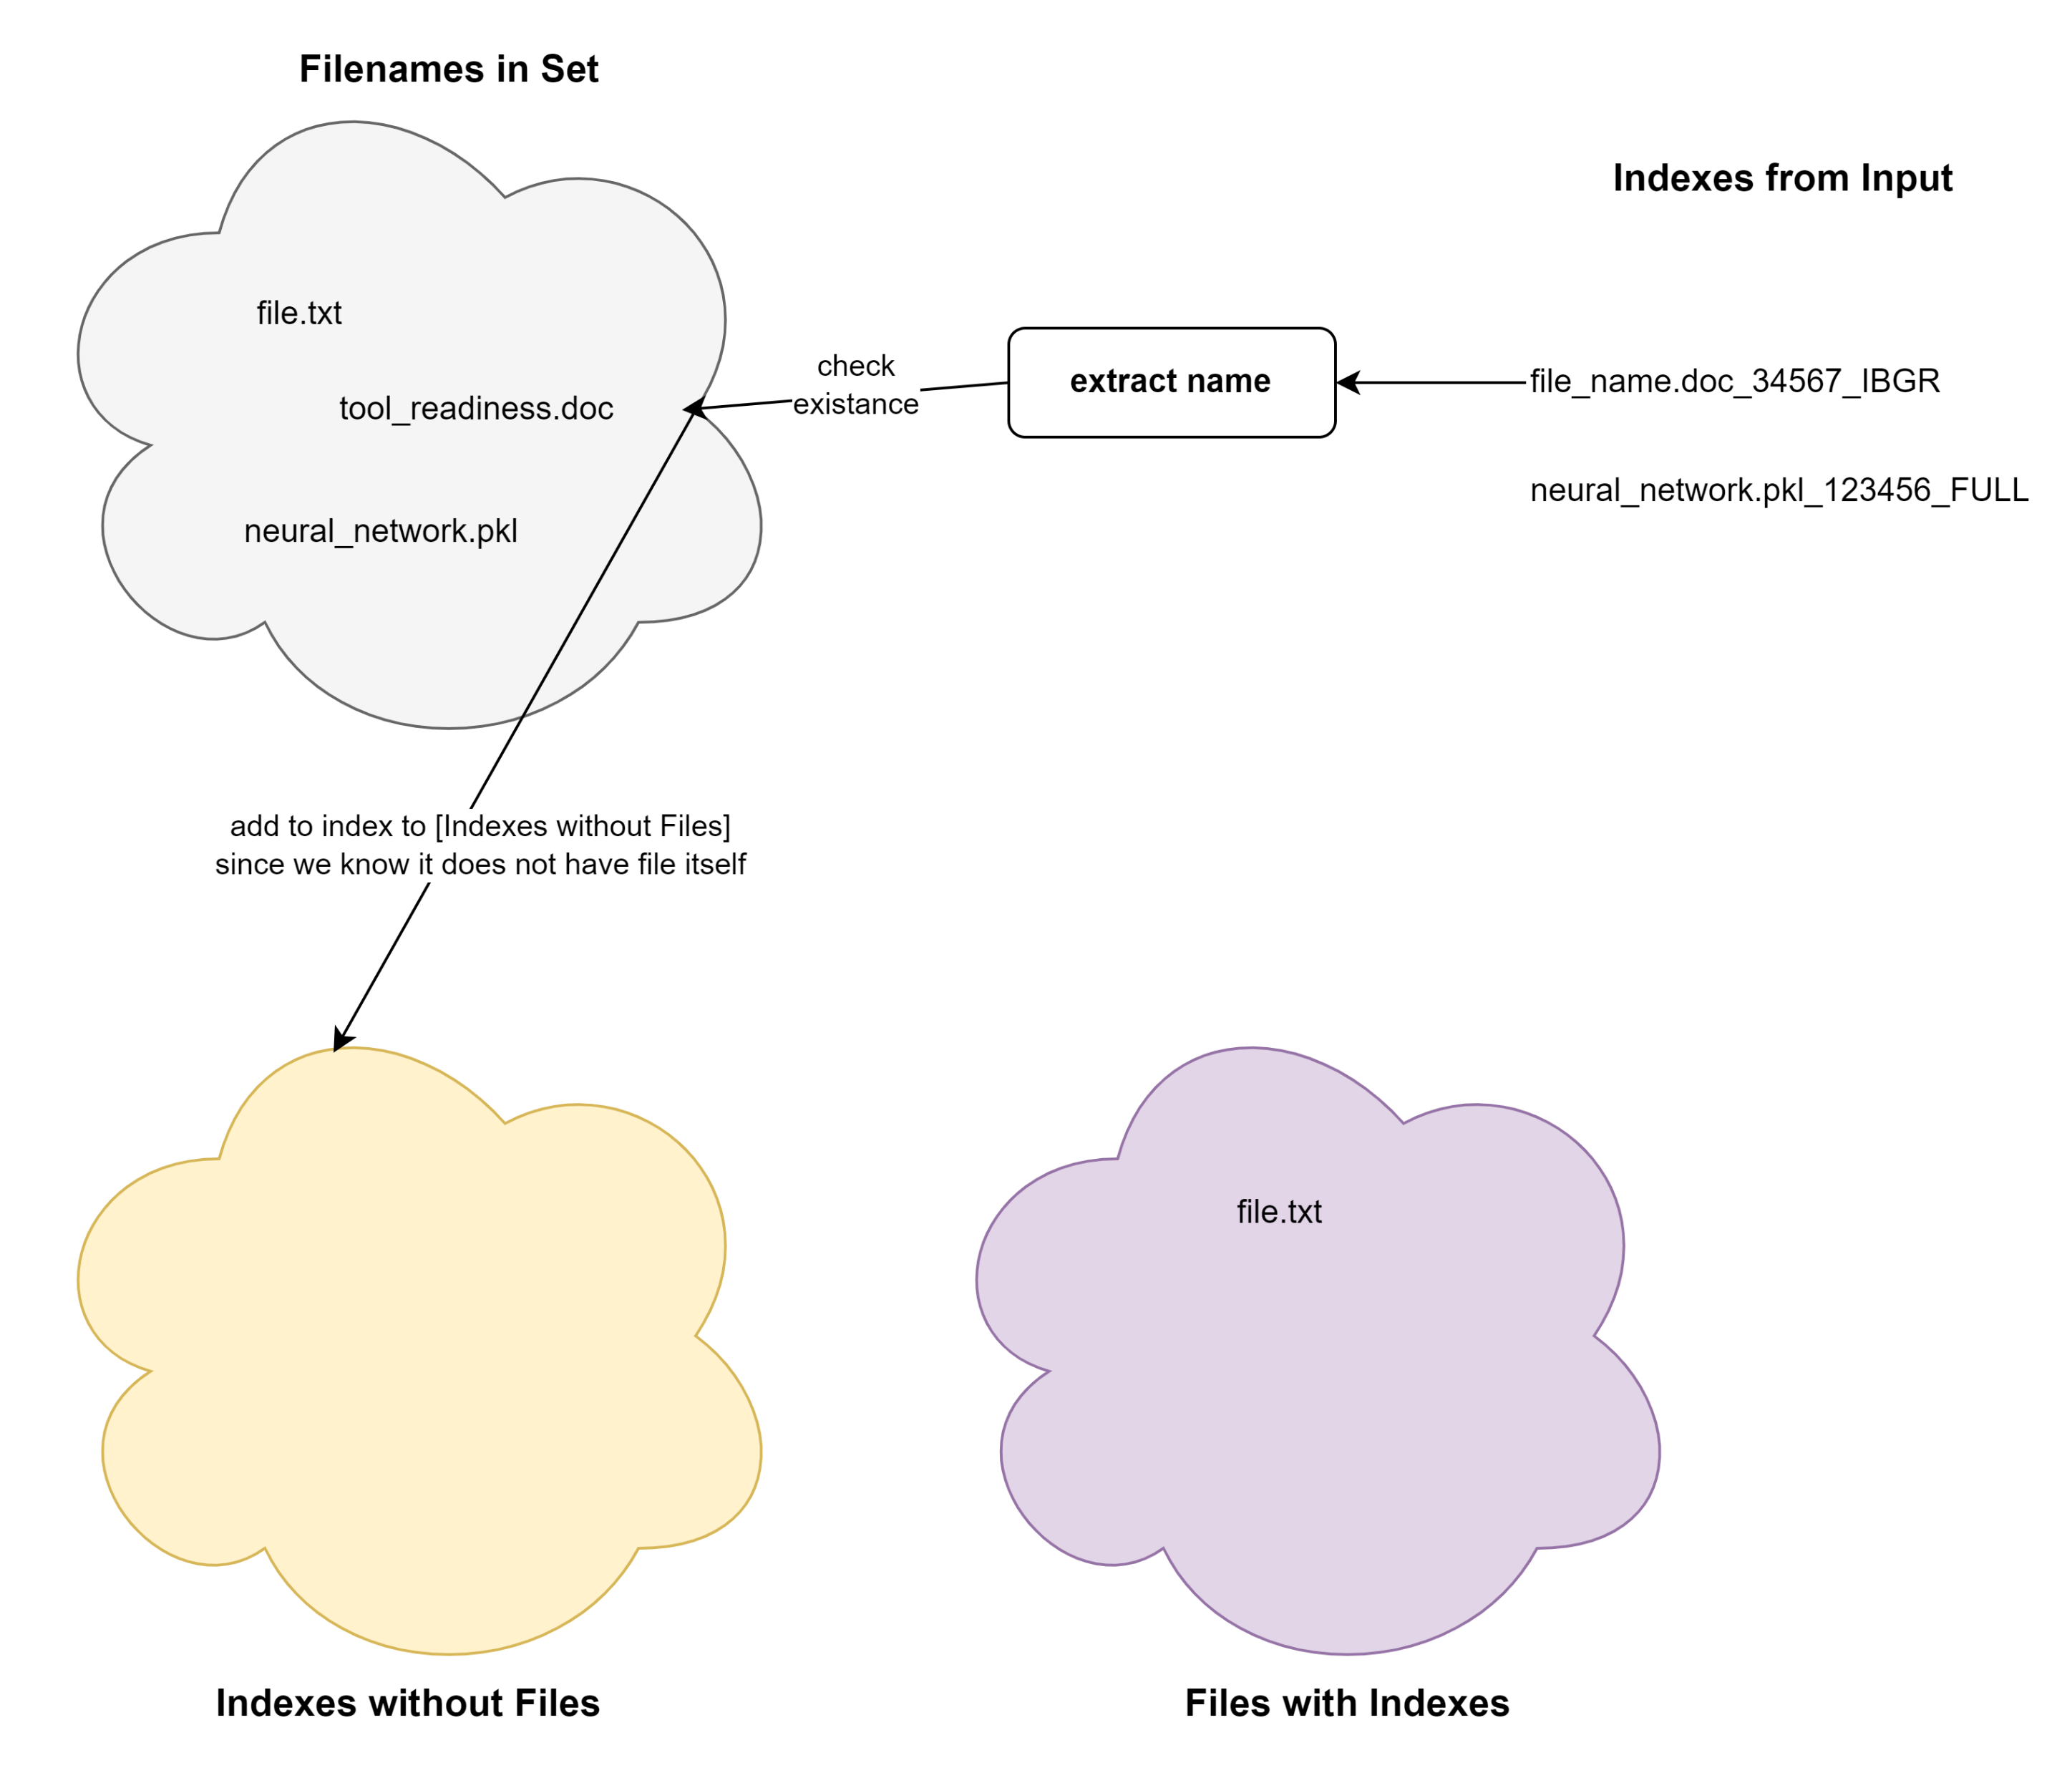 Filenames in Set
Indexes from Input
file.txt
check
existance
extract name
file_name.doc_34567_IBGR
tool_readiness.doc
neural_network.pkl_123456_FULL
neural_network.pkl
add to index to [Indexes without Files]
since we know it does not have file itself
file.txt
Indexes without Files
Files with Indexes